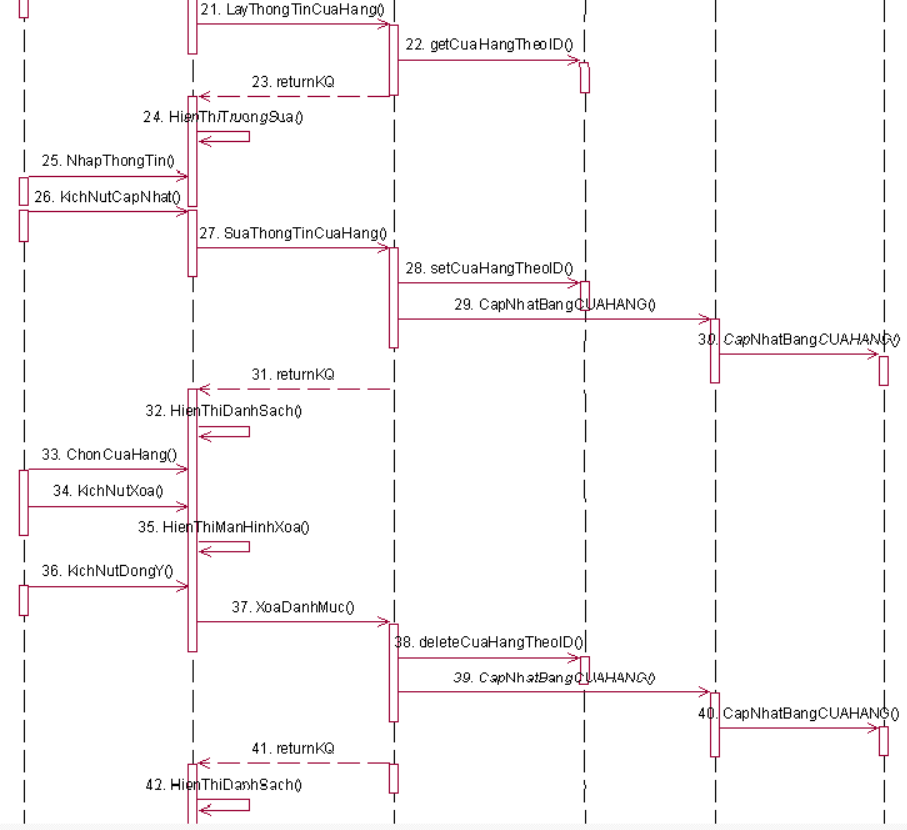 21. LayThongTinCuaHang()
22. getCuaHangTheoID()
23. returnKQ
24. HienThiTruongSua()
25. NhapThongTin()
26. KichNutCapNhat()
27. SuaThongTinCuaHang()
28. setCuaHangTheoID()
29. CapNhatBangCUAHANG()
30. CapNhatBangCUAHANG()
31. returnKQ
32. HienThiDanhSach()
33. ChonCuaHang()
34. KichNutXoa()
35. HienThiManHinhXoa()
36. KichNutDongY()
37. XoaDanhMuc()
38. deleteCuaHangTheoID()
39. CapNhatBangCUAHANG()
40. CapNhatBangCUAHANG()
41. returnKQ
42. HienThiDanhSach()